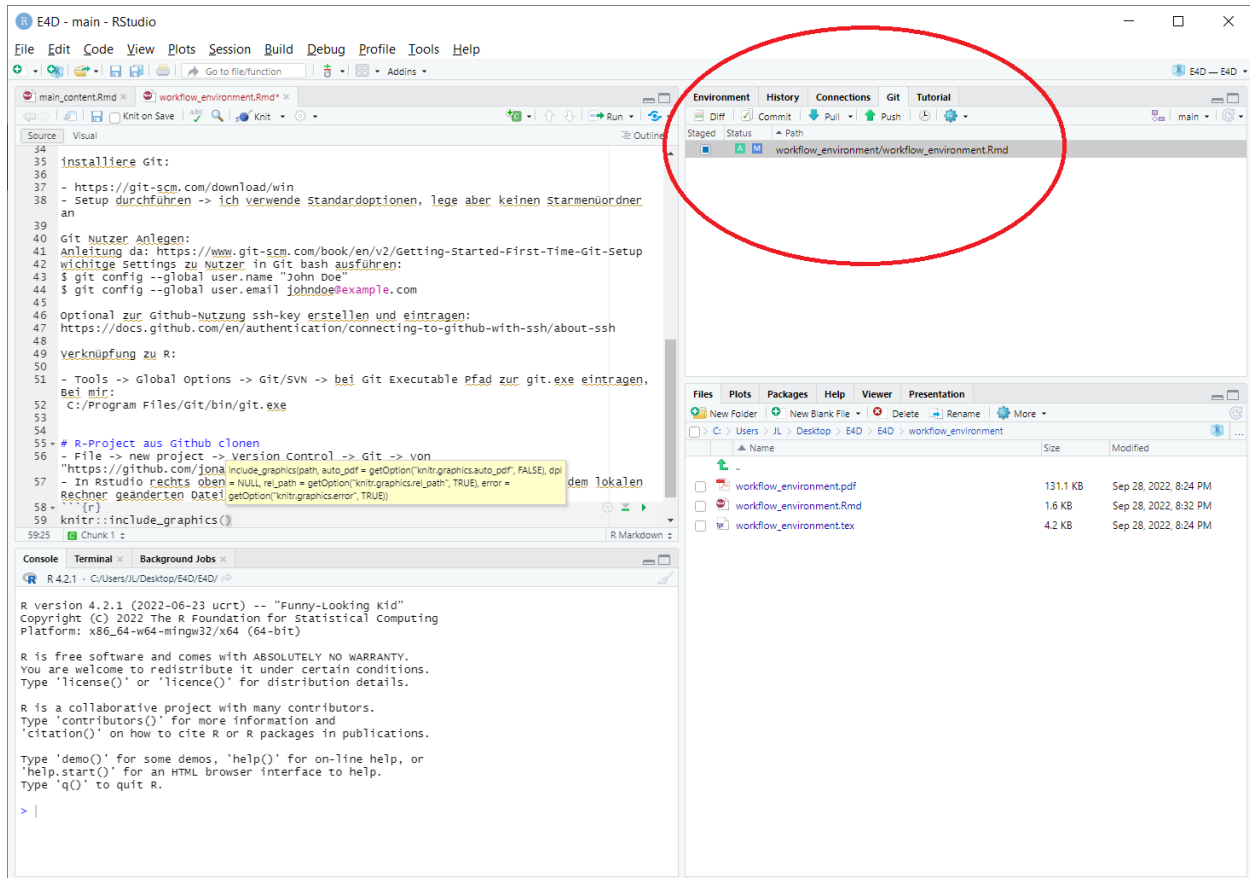 E4D - main - RStudio
File Edit Code View Plots Session Build Debug Profile Tools Help
Go to file/function Addins E4D — E4D
main_content.Rmd workflow_environment.Rmd*
Knit on Save ABC Knit Run
Source Visual Outline
34
35 installiere Git:
36
37 - https://git-scm.com/download/win
38 - Setup durchführen -> ich verwende Standardoptionen, lege aber keinen Starmenüordner
an
39
40 Git Nutzer Anlegen:
41 Anleitung da: https://www.git-scm.com/book/en/v2/Getting-Started-First-Time-Git-Setup
42 wichitge Settings zu Nutzer in Git bash ausführen:
43 $ git config --global user.name "John Doe"
44 $ git config --global user.email johndoe@example.com
45
46 Optional zur Github-Nutzung ssh-key erstellen und eintragen:
47 https://docs.github.com/en/authentication/connecting-to-github-with-ssh/about-ssh
48
49 Verknüpfung zu R:
50
51 - Tools -> Global Options -> Git/SVN -> bei Git Executable Pfad zur git.exe eintragen,
Bei mir:
52 C:/Program Files/Git/bin/git.exe
53
54
55 # R-Project aus Github clonen
56 - File -> new project -> Version Control -> Git -> von
"https://github.com/jona
57 - In Rstudio rechts oben dem lokalen
Rechner geänderten Datei
include_graphics(path, auto_pdf = getOption("knitr.graphics.auto_pdf", FALSE), dpi
= NULL, rel_path = getOption("knitr.graphics.rel_path", TRUE), error =
getOption("knitr.graphics.error", TRUE))
58 ```{r}
59 knitr::include_graphics()
59:25 Chunk 1 R Markdown
Console Terminal Background Jobs
R 4.2.1 · C:/Users/JL/Desktop/E4D/E4D/
R version 4.2.1 (2022-06-23 ucrt) -- "Funny-Looking Kid"
Copyright (C) 2022 The R Foundation for Statistical Computing
Platform: x86_64-w64-mingw32/x64 (64-bit)
R is free software and comes with ABSOLUTELY NO WARRANTY.
You are welcome to redistribute it under certain conditions.
Type 'license()' or 'licence()' for distribution details.
R is a collaborative project with many contributors.
Type 'contributors()' for more information and
'citation()' on how to cite R or R packages in publications.
Type 'demo()' for some demos, 'help()' for on-line help, or
'help.start()' for an HTML browser interface to help.
Type 'q()' to quit R.
>
Environment History Connections Git Tutorial
Diff Commit Pull Push main
Staged Status Path
A M workflow_environment/workflow_environment.Rmd
Files Plots Packages Help Viewer Presentation
New Folder New Blank File Delete Rename More
C: > Users > JL > Desktop > E4D > E4D > workflow_environment
Name Size Modified
..
workflow_environment.pdf 131.1 KB Sep 28, 2022, 8:24 PM
workflow_environment.Rmd 1.6 KB Sep 28, 2022, 8:32 PM
workflow_environment.tex 4.2 KB Sep 28, 2022, 8:24 PM